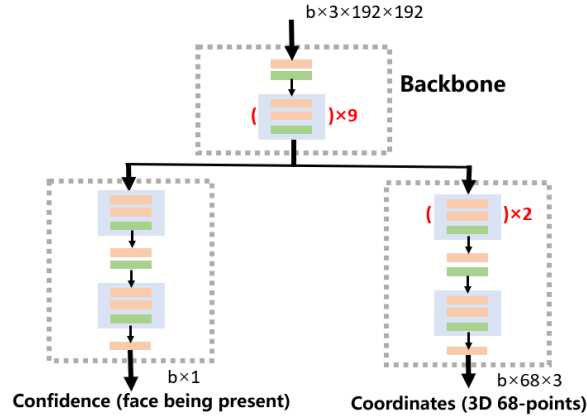 b×3×192×192
Backbone
( )×9
( )×2
b×1
b×68×3
Confidence (face being present)
Coordinates (3D 68-points)